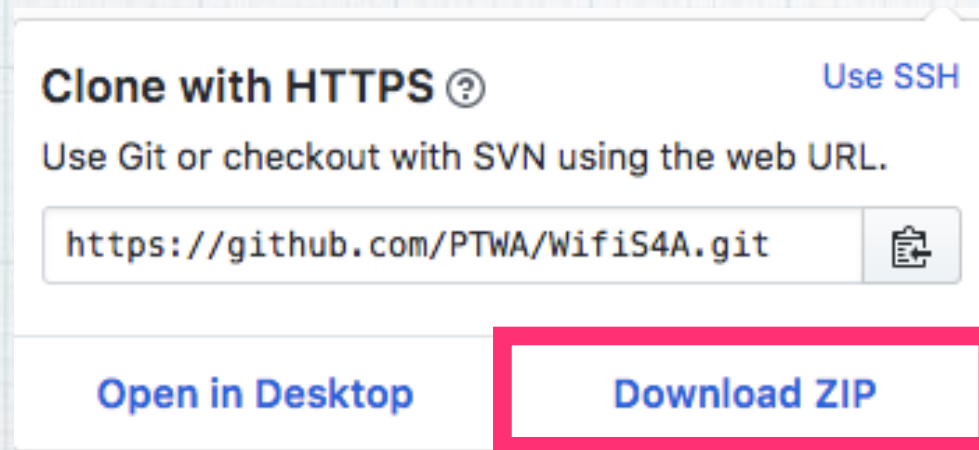 Clone with HTTPS ?
Use SSH
Use Git or checkout with SVN using the web URL.
https://github.com/PTWA/WifiS4A.git
Open in Desktop
Download ZIP